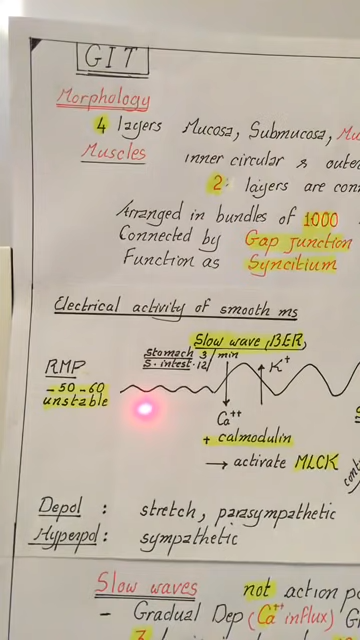 GIT
Morphology
4 layers Mucosa, Submucosa,
Muscles inner circular &
2 layers are
Arranged in bundles of 1000
Connected by Gap junction
Function as Syncitium
Electrical activity of smooth ms
Slow wave, BER,
Stomach 3 / min
S. intest. 12/
K+
RMP
-50 -60
unstable
Ca++
+ calmodulin
→ activate MLCK
Depol : stretch, parasympathetic
Hyperpol : sympathetic
Slow waves not action
- Gradual Dep (Ca++ influx)
3